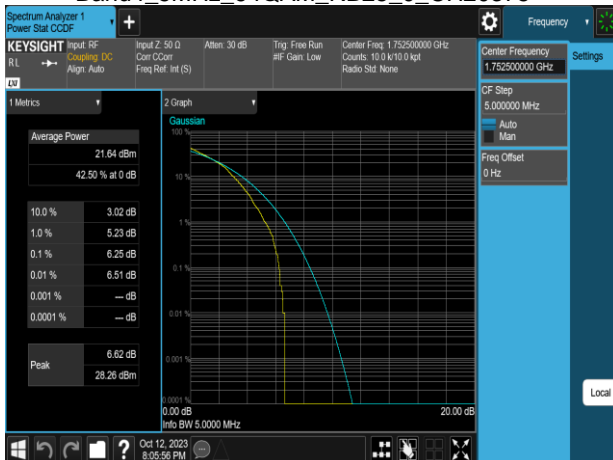 Spectrum Analyzer 1
Power Stat CCDF
Frequency
KEYSIGHT
RL
LXI
Input: RF
Coupling: DC
Align: Auto
Input Z: 50 Ω
Corr CCorr
Freq Ref: Int (S)
Atten: 30 dB
Trig: Free Run
#IF Gain: Low
Center Freq: 1.752500000 GHz
Counts: 10.0 k/10.0 kpt
Radio Std: None
Center Frequency
1.752500000 GHz
Settings
CF Step
5.000000 MHz
Auto
Man
Freq Offset
0 Hz
Local
1 Metrics
Average Power
21.64 dBm
42.50 % at 0 dB
10.0 % 3.02 dB
1.0 % 5.23 dB
0.1 % 6.25 dB
0.01 % 6.51 dB
0.001 % --- dB
0.0001 % --- dB
Peak 6.62 dB
28.26 dBm
2 Graph
Gaussian
100 %
10 %
1 %
0.1 %
0.01 %
0.001 %
0.0001 %
0.00 dB 20.00 dB
Info BW 5.0000 MHz
Oct 12, 2023
8:05:56 PM